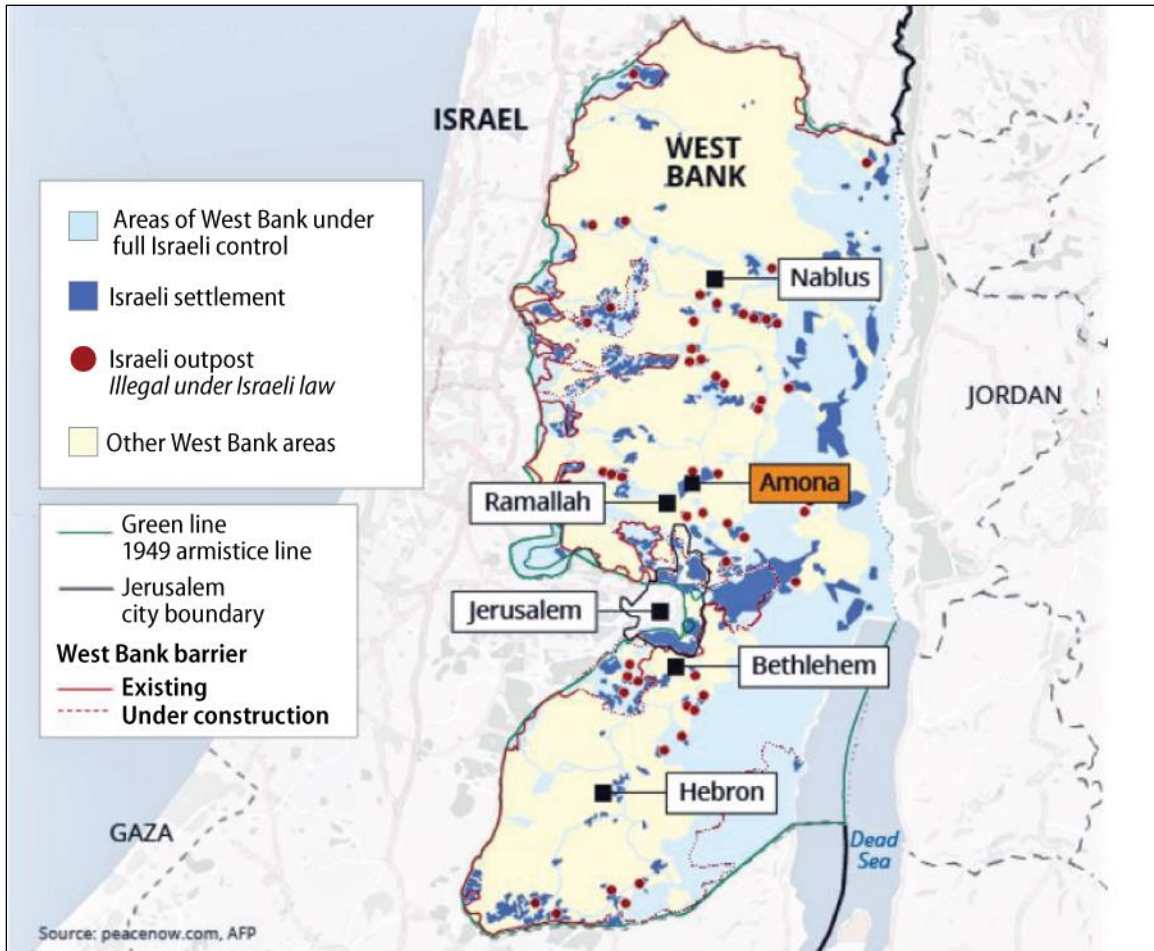 ISRAEL
WEST
BANK
Areas of West Bank under
full Israeli control
Israeli settlement
Israeli outpost
Illegal under Israeli law
Other West Bank areas
Green line
1949 armistice line
Jerusalem
city boundary
West Bank barrier
Existing
Under construction
Nablus
JORDAN
Amona
Ramallah
Jerusalem
Bethlehem
Hebron
GAZA
Dead
Sea
Source: peacenow.com, AFP